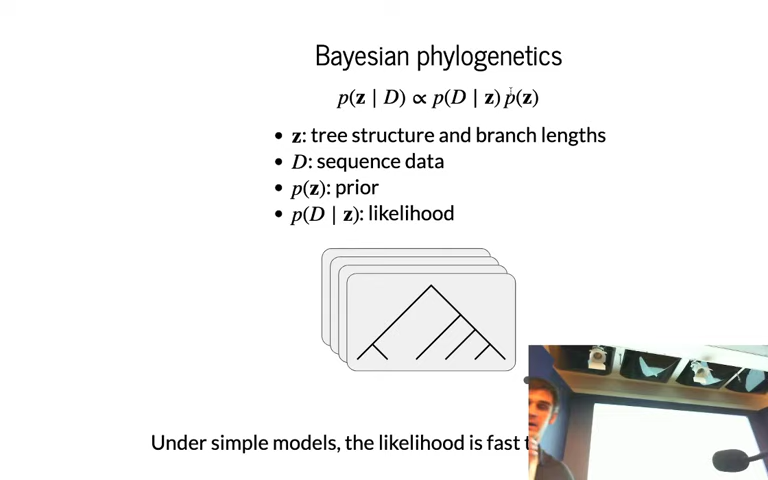 Bayesian phylogenetics
p(z | D) ∝ p(D | z) p(z)
• z: tree structure and branch lengths
• D: sequence data
• p(z): prior
• p(D | z): likelihood
Under simple models, the likelihood is fast